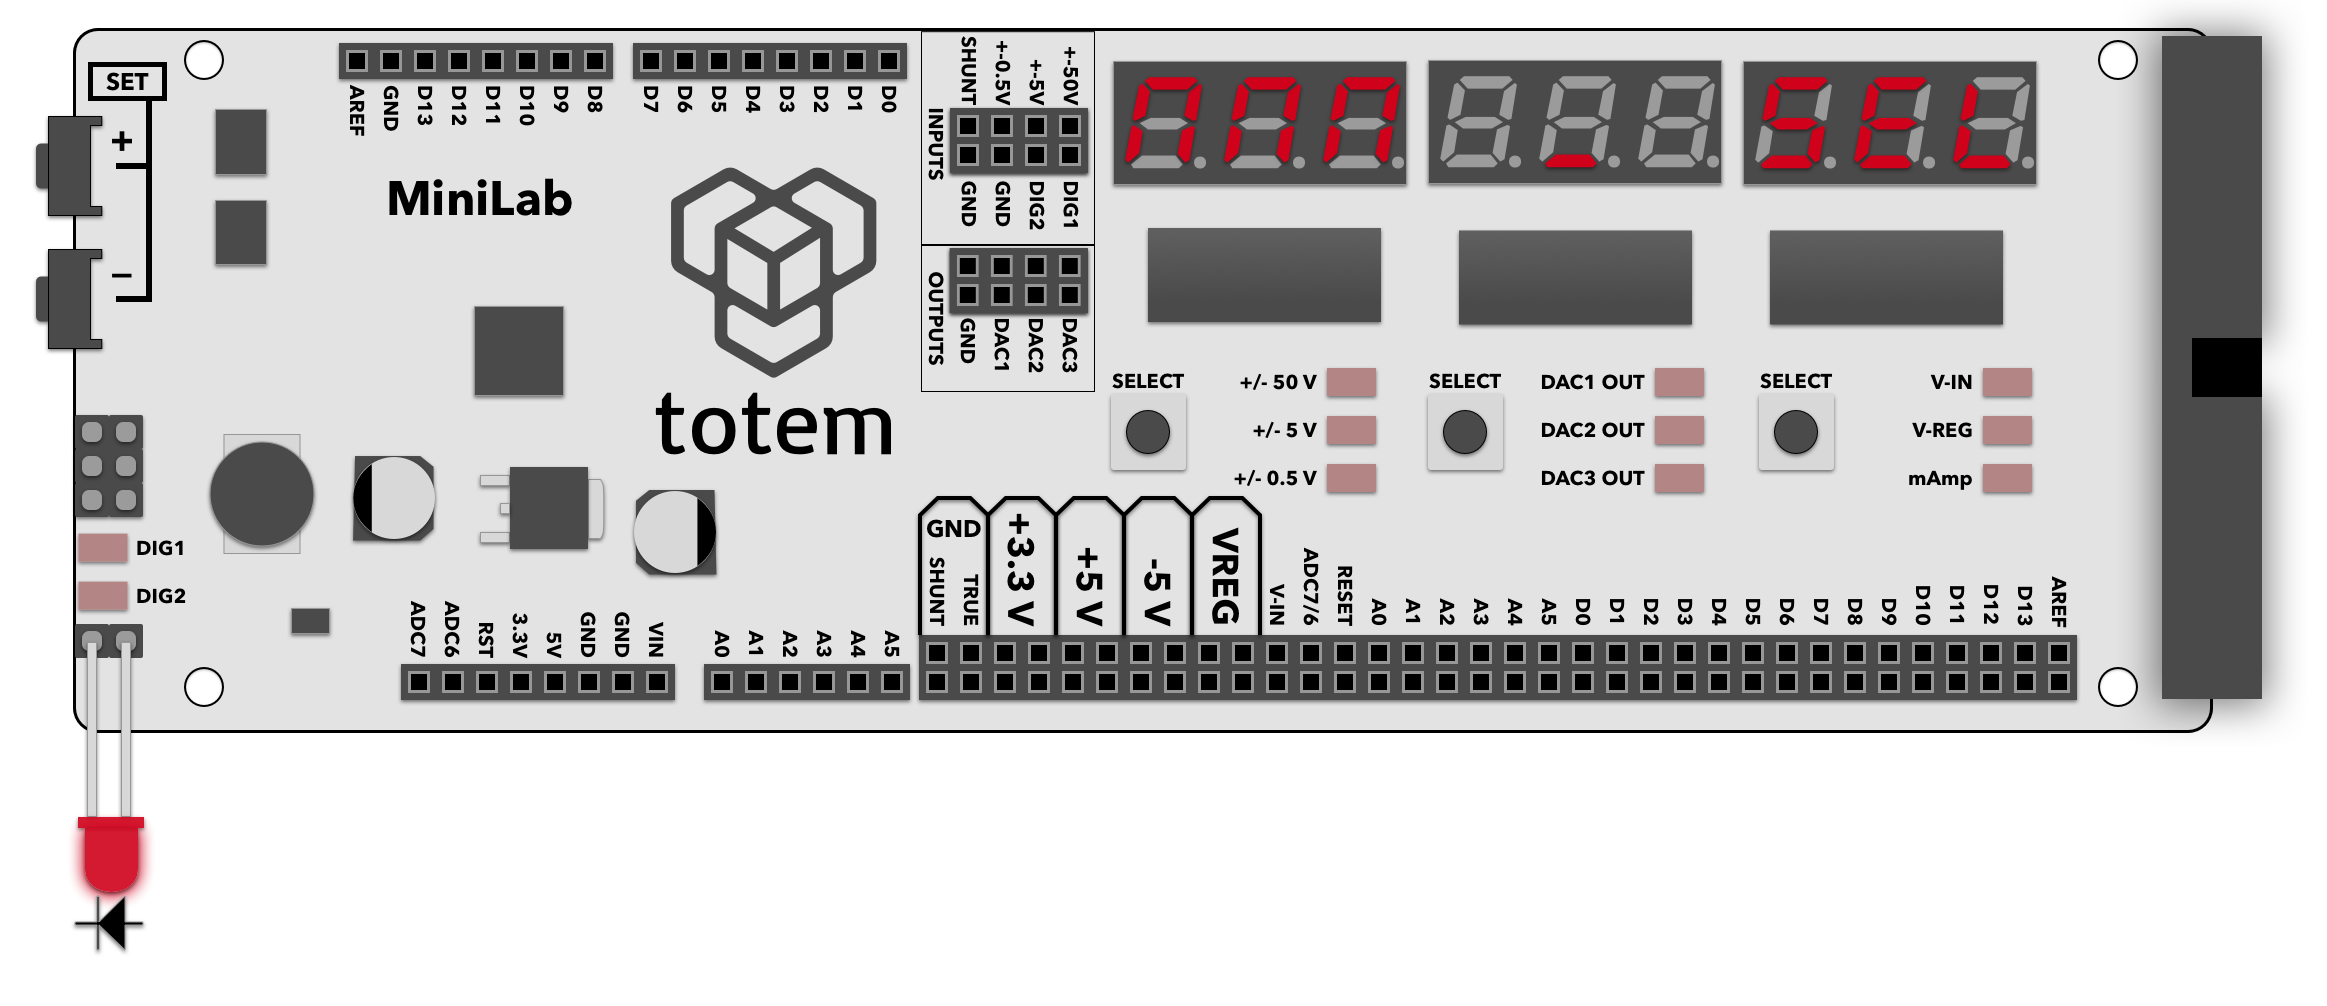 SET
+
−
AREF GND D13 D12 D11 D10 D9 D8
D7 D6 D5 D4 D3 D2 D1 D0
MiniLab
totem
INPUTS
SHUNT +-0.5V +-5V +-50V
GND GND DIG2 DIG1
OUTPUTS
GND DAC1 DAC2 DAC3
SEL
SELECT
+/- 50 V
+/- 5 V
+/- 0.5 V
SELECT
DAC1 OUT
DAC2 OUT
DAC3 OUT
SELECT
V-IN
V-REG
mAmp
DIG1
DIG2
ADC7 ADC6 RST 3.3V 5V GND GND VIN
A0 A1 A2 A3 A4 A5
GND
SHUNT TRUE +3.3 V +5 V -5 V VREG V-IN ADC7/6 RESET A0 A1 A2 A3 A4 A5 D0 D1 D2 D3 D4 D5 D6 D7 D8 D9 D10 D11 D12 D13 AREF